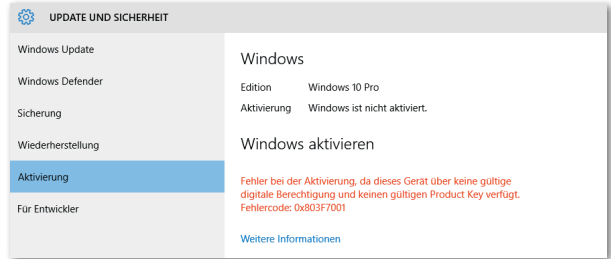 UPDATE UND SICHERHEIT
Windows Update
Windows Defender
Sicherung
Wiederherstellung
Aktivierung
Für Entwickler
Windows
Edition Windows 10 Pro
Aktivierung Windows ist nicht aktiviert.
Windows aktivieren
Fehler bei der Aktivierung, da dieses Gerät über keine gültige
digitale Berechtigung und keinen gültigen Product Key verfügt.
Fehlercode: 0x803F7001
Weitere Informationen